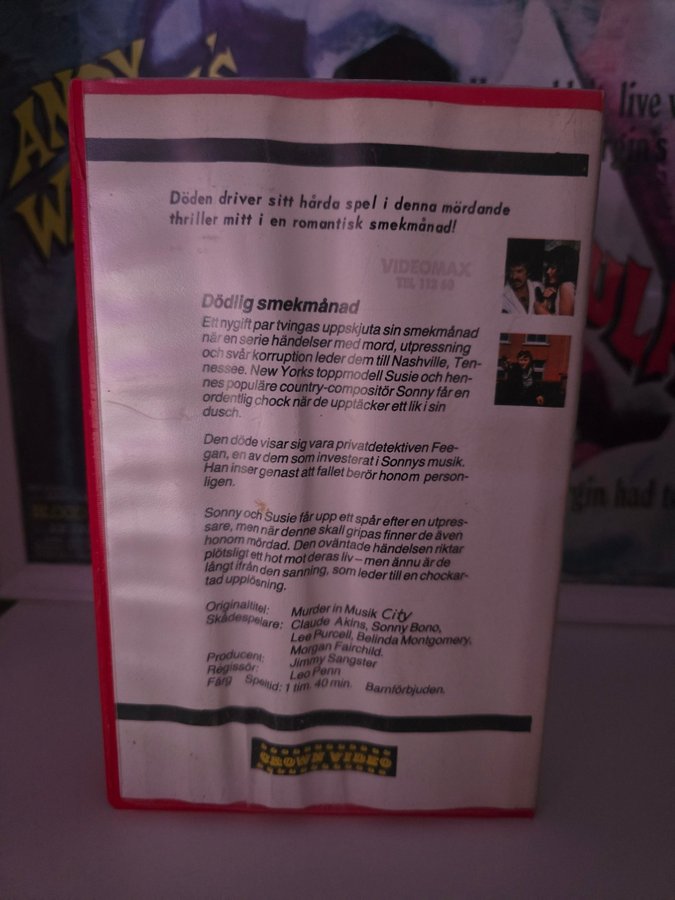 ANDY
live
Döden driver sitt hårda spel i denna mördande
thriller mitt i en romantisk smekmånad!
VIDEOMAX
TEL 112 60
Dödlig smekmånad
Ett nygift par tvingas uppskjuta sin smekmånad
när en serie händelser med mord, utpressning
och svår korruption leder dem till Nashville, Ten-
nessee. New Yorks toppmodell Susie och hen-
nes populäre country-compositör Sonny får en
ordentlig chock när de upptäcker ett lik i sin
dusch.
Den döde visar sig vara privatdetektiven Fee-
gan, en av dem som investerat i Sonnys musik.
Han inser genast att fallet berör honom person-
ligen.
Sonny och Susie får upp ett spår efter en utpres-
sare, men när denne skall gripas finner de även
honom mördad. Den oväntade händelsen riktar
plötsligt ett hot mot deras liv – men ännu är de
långt ifrån den sanning, som leder till en chockar-
tad upplösning.
Originaltitel: Murder in Musik City
Skådespelare: Claude Akins, Sonny Bono,
Lee Purcell, Belinda Montgomery,
Morgan Fairchild.
Producent: Jimmy Sangster
Regissör: Leo Penn
Färg Speltid: 1 tim. 40 min. Barnförbjuden.
CROWN VIDEO
had